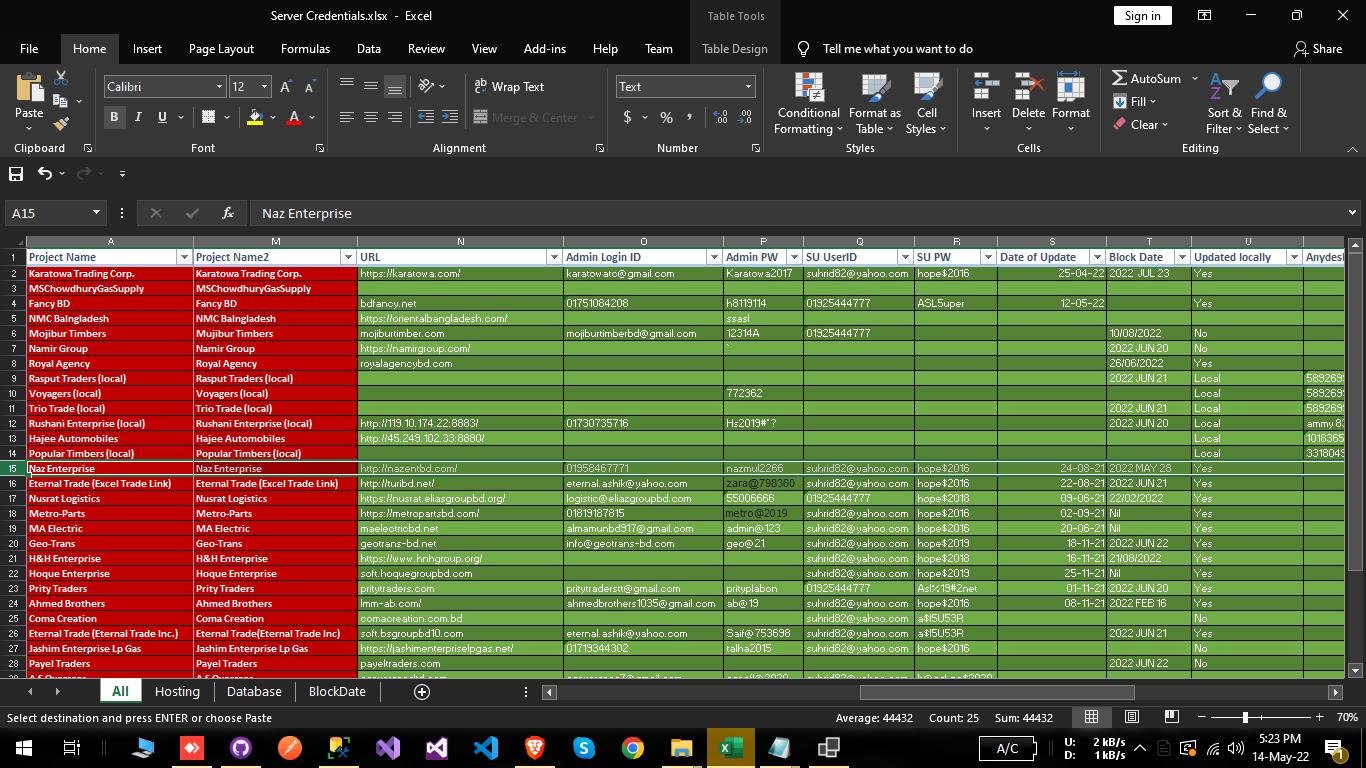 Server Credentials.xlsx - Excel
Table Tools
Sign in
File Home Insert Page Layout Formulas Data Review View Add-ins Help Team Table Design Tell me what you want to do Share
Paste
Calibri 12
Wrap Text
Merge & Center
Text
Conditional Formatting
Format as Table
Cell Styles
Insert Delete Format
AutoSum
Fill
Clear
Sort & Filter
Find & Select
Clipboard Font Alignment Number Styles Cells Editing
A15 Naz Enterprise
A M N O P Q R S T U
1 Project Name Project Name2 URL Admin Login ID Admin PW SU UserID SU PW Date of Update Block Date Updated locally Anydesk
2 Karatowa Trading Corp. Karatowa Trading Corp. https://karatowa.com/ karatowatc@gmail.com Karatowa2017 suhrid82@yahoo.com hope$2016 25-04-22 2022 JUL 23 Yes
3 MSChowdhuryGasSupply MSChowdhuryGasSupply
4 Fancy BD Fancy BD bdfancy.net 01751084208 h8119114 01925444777 ASL5uper 12-05-22 Yes
5 NMC Balngladesh NMC Balngladesh https://orientalbangladesh.com/ ssasl
6 Mojibur Timbers Mujibur Timbers mojiburtimber.com mojiburtimberbd@gmail.com 12314A 01925444777 10/08/2022 No
7 Namir Group Namir Group https://namirgroup.com/ ` 2022 JUN 20 No
8 Royal Agency Royal Agency royalagencybd.com 26/06/2022 Yes
9 Rasput Traders (local) Rasput Traders (local) 2022 JUN 21 Local
10 Voyagers (local) Voyagers (local) 772362 Local
11 Trio Trade (local) Trio Trade (local) 2022 JUN 21 Local
12 Rushani Enterprise (local) Rushani Enterprise (local) http://119.10.174.22:8883/ 01730735716 Hs2019#*? 2022 JUN 20 Local
13 Hajee Automobiles Hajee Automobiles http://45.249.102.33:8880/ Local
14 Popular Timbers (local) Popular Timbers (local) Local
15 Naz Enterprise Naz Enterprise http://nazentbd.com/ 01958467771 nazmul2266 suhrid82@yahoo.com hope$2016 24-08-21 2022 MAY 28 Yes
16 Eternal Trade (Excel Trade Link) Eternal Trade (Excel Trade Link) http://turibd.net/ eternal.ashik@yahoo.com zara@798360 suhrid82@yahoo.com hope$2016 22-08-21 2022 JUN 21 Yes
17 Nusrat Logistics Nusrat Logistics https://nusrat.eliasgroupbd.org/ logistic@eliazgroupbd.net 55006666 01925444777 hope$2018 09-06-21 22/02/2022 Yes
18 Metro-Parts Metro-Parts https://metropartsbd.com/ 01819187815 metro@2019 suhrid82@yahoo.com hope$2016 02-09-21 Nil Yes
19 MA Electric MA Electric maelectricbd.net almamunbd917@gmail.com admin@123 suhrid82@yahoo.com hope$2016 20-06-21 Nil Yes
20 Geo-Trans Geo-Trans geotrans-bd.net info@geotrans-bd.com geo@21 suhrid82@yahoo.com hope$2019 18-11-21 2022 JUN 22 Yes
21 H&H Enterprise H&H Enterprise https://www.hnhgroup.org/ suhrid82@yahoo.com hope$2018 16-11-21 21/08/2022 Yes
22 Hoque Enterprise Hoque Enterprise soft.hoquegroupbd.com suhrid82@yahoo.com hope$2019 25-11-21 Nil Yes
23 Prity Traders Prity Traders pritytraders.com pritytraderstt@gmail.com prityplabon 01925444777 Asl%19#2net 01-11-21 2022 JUN 20 Yes
24 Ahmed Brothers Ahmed Brothers lmm-ab.com/ ahmedbrothers1035@gmail.com ab@19 suhrid82@yahoo.com hope$2016 08-11-21 2022 FEB 16 Yes
25 Coma Creation Coma Creation comacreation.com.bd suhrid82@yahoo.com a$l5U53R No
26 Eternal Trade (Eternal Trade Inc.) Eternal Trade(Eternal Trade Inc) soft.bsgroupbd10.com eternal.ashik@yahoo.com Saif@753698 suhrid82@yahoo.com a$l5U53R 2022 JUN 21 Yes
27 Jashim Enterprise Lp Gas Jashim Enterprise Lp Gas https://jashimenterpriselpgas.net/ 01719344302 talha2015 suhrid82@yahoo.com hope$2016 No
28 Payel Traders Payel Traders payeltraders.com 2022 JUN 22 No
All Hosting Database BlockDate
Select destination and press ENTER or choose Paste Average: 44432 Count: 25 Sum: 44432 70%
A/C
U: 2 kB/s
D: 1 kB/s
5:23 PM
14-May-22
1